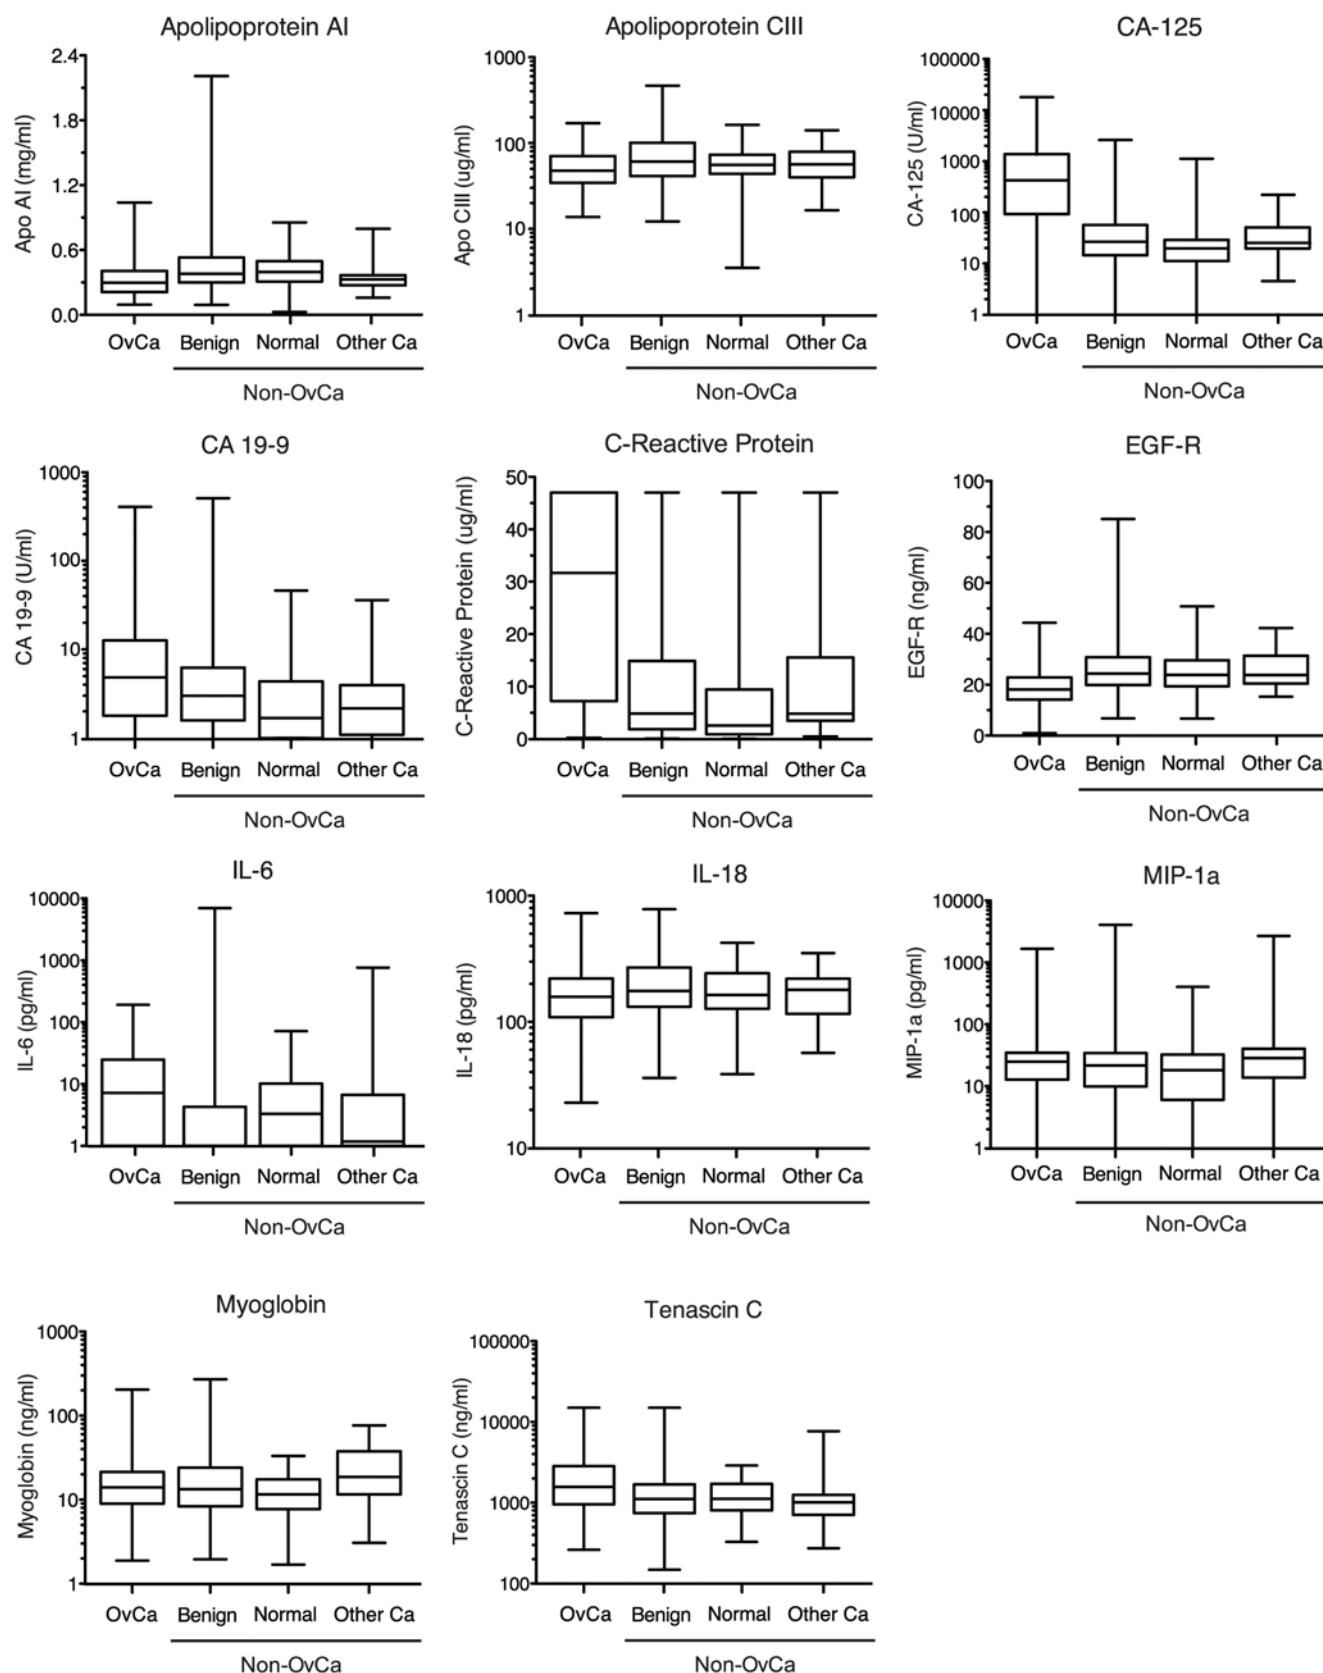 Apolipoprotein AI
Apo AI (mg/ml)
2.4
1.8
1.2
0.6
0.0
OvCa Benign Normal Other Ca
Non-OvCa
Apolipoprotein CIII
Apo CIII (ug/ml)
1000
100
10
1
OvCa Benign Normal Other Ca
Non-OvCa
CA-125
CA-125 (U/ml)
100000
10000
1000
100
10
1
OvCa Benign Normal Other Ca
Non-OvCa
CA 19-9
CA 19-9 (U/ml)
1000
100
10
1
OvCa Benign Normal Other Ca
Non-OvCa
C-Reactive Protein
C-Reactive Protein (ug/ml)
50
40
30
20
10
0
OvCa Benign Normal Other Ca
Non-OvCa
EGF-R
EGF-R (ng/ml)
100
80
60
40
20
0
OvCa Benign Normal Other Ca
Non-OvCa
IL-6
IL-6 (pg/ml)
10000
1000
100
10
1
OvCa Benign Normal Other Ca
Non-OvCa
IL-18
IL-18 (pg/ml)
1000
100
10
OvCa Benign Normal Other Ca
Non-OvCa
MIP-1a
MIP-1a (pg/ml)
10000
1000
100
10
1
OvCa Benign Normal Other Ca
Non-OvCa
Myoglobin
Myoglobin (ng/ml)
1000
100
10
1
OvCa Benign Normal Other Ca
Non-OvCa
Tenascin C
Tenascin C (ng/ml)
100000
10000
1000
100
OvCa Benign Normal Other Ca
Non-OvCa